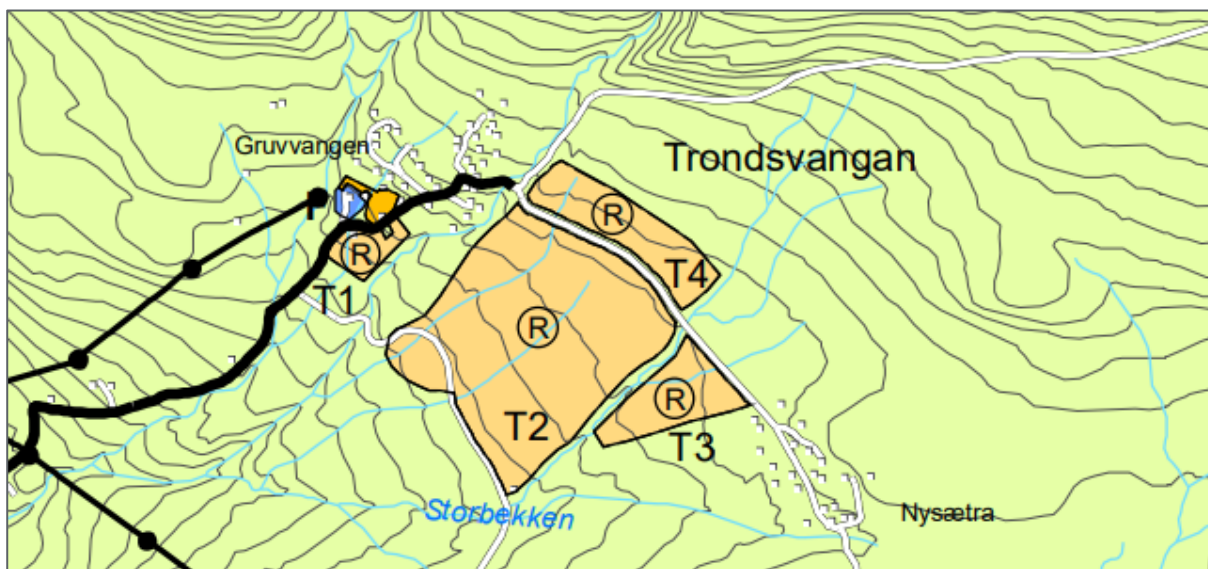 Gruvvangen
Trondsvangan
R
R
T1
T4
R
R
T2
T3
Storbekken
Nysætra